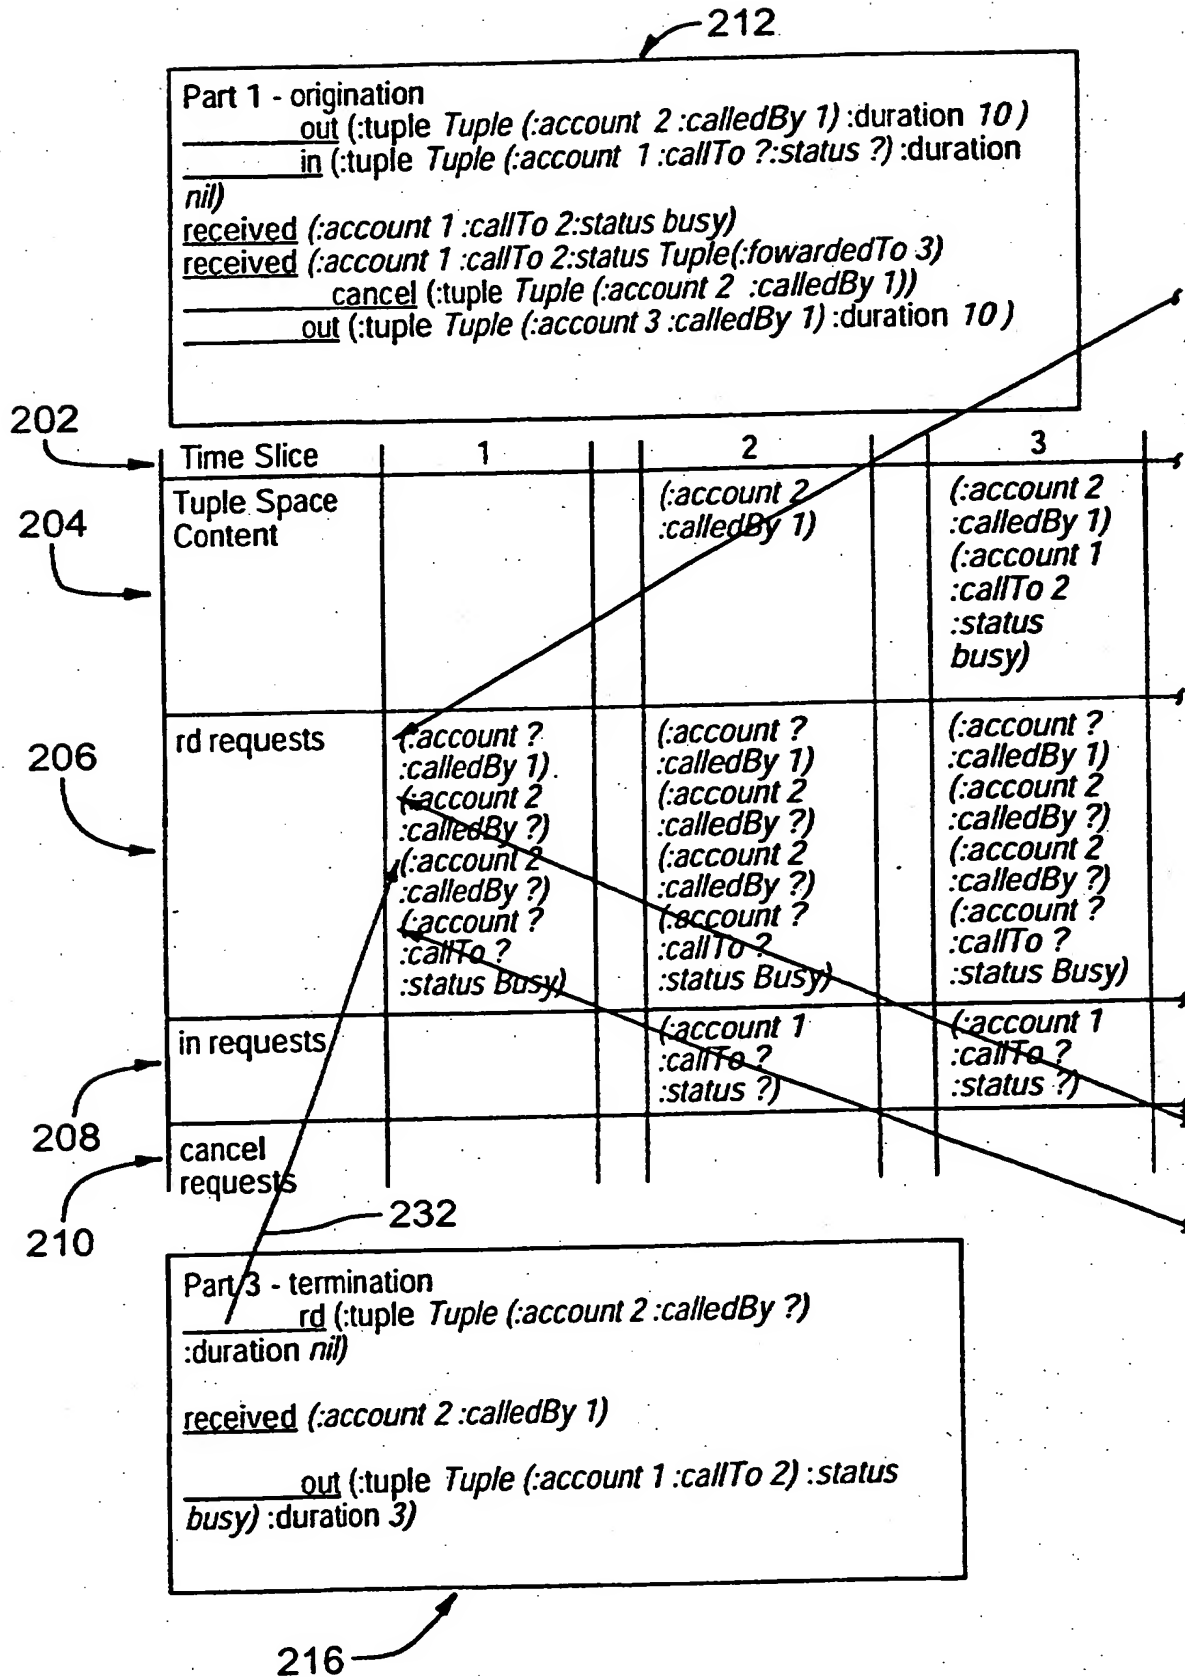 212
Part 1 - origination
out (:tuple Tuple (:account 2 :calledBy 1) :duration 10 )
in (:tuple Tuple (:account 1 :callTo ?:status ?) :duration
nil)
received (:account 1 :callTo 2:status busy)
received (:account 1 :callTo 2:status Tuple(:fowardedTo 3)
cancel (:tuple Tuple (:account 2 :calledBy 1))
out (:tuple Tuple (:account 3 :calledBy 1) :duration 10 )
202
Time Slice 1 2 3
204
Tuple Space
Content
(:account 2
:calledBy 1)
(:account 2
:calledBy 1)
(:account 1
:callTo 2
:status
busy)
206
rd requests
(:account ?
:calledBy 1)
(:account 2
:calledBy ?)
(:account 2
:calledBy ?)
(:account ?
:callTo ?
:status Busy)
(:account ?
:calledBy 1)
(:account 2
:calledBy ?)
(:account 2
:calledBy ?)
(:account ?
:callTo ?
:status Busy)
(:account ?
:calledBy 1)
(:account 2
:calledBy ?)
(:account 2
:calledBy ?)
(:account ?
:callTo ?
:status Busy)
208
in requests
(:account 1
:callTo ?
:status ?)
(:account 1
:callTo ?
:status ?)
210
cancel
requests
232
Part 3 - termination
rd (:tuple Tuple (:account 2 :calledBy ?)
:duration nil)
received (:account 2 :calledBy 1)
out (:tuple Tuple (:account 1 :callTo 2) :status
busy) :duration 3)
216